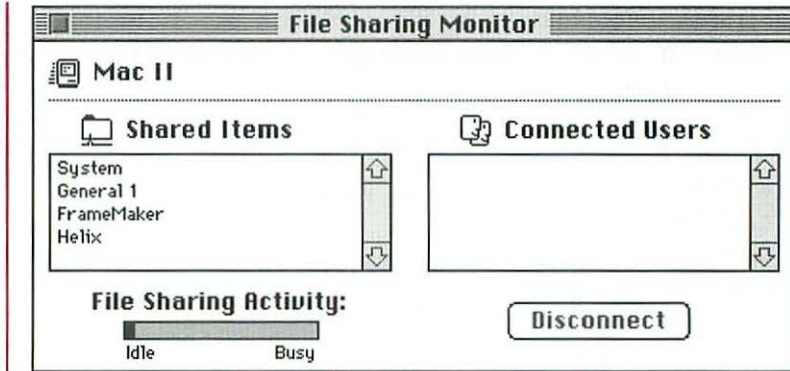 File Sharing Monitor
Mac II
Shared Items
Connected Users
System
General 1
FrameMaker
Helix
File Sharing Activity:
Idle
Busy
Disconnect